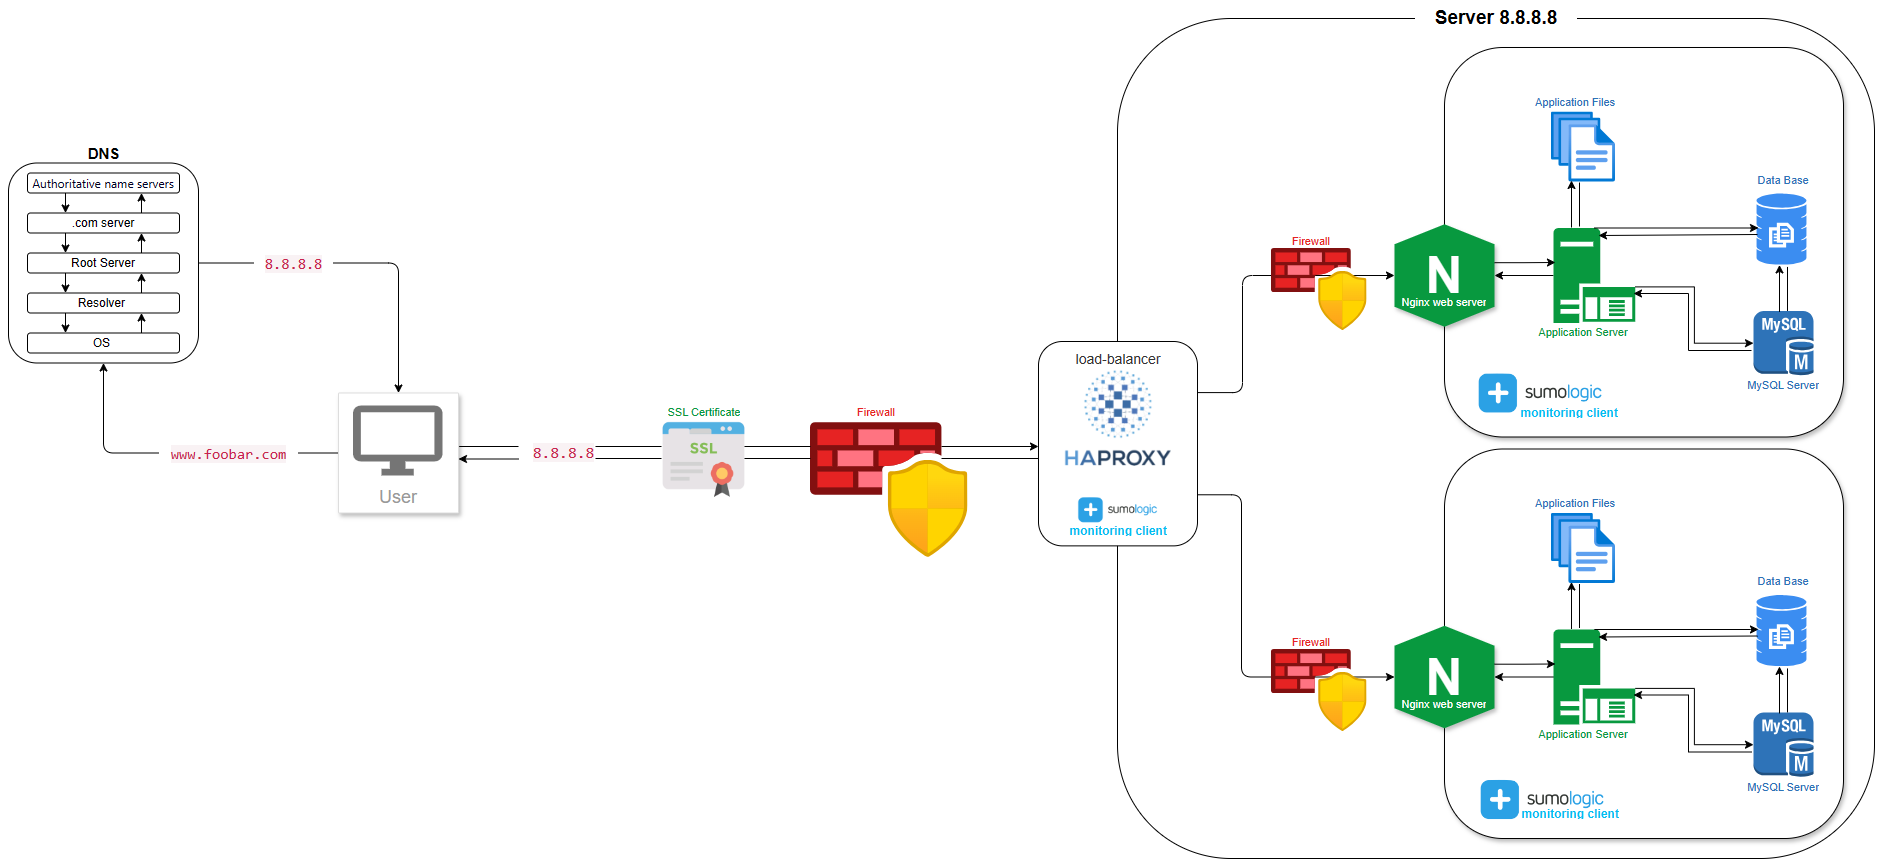 Server 8.8.8.8
DNS
Authoritative name servers
.com server
Root Server
Resolver
OS
8.8.8.8
www.foobar.com
User
8.8.8.8
SSL Certificate
SSL
Firewall
load-balancer
HAPROXY
sumologic
monitoring client
Firewall
N
Nginx web server
Application Files
Data Base
Application Server
MySQL
M
MySQL Server
sumologic
monitoring client
Firewall
N
Nginx web server
Application Files
Data Base
Application Server
MySQL
M
MySQL Server
sumologic
monitoring client